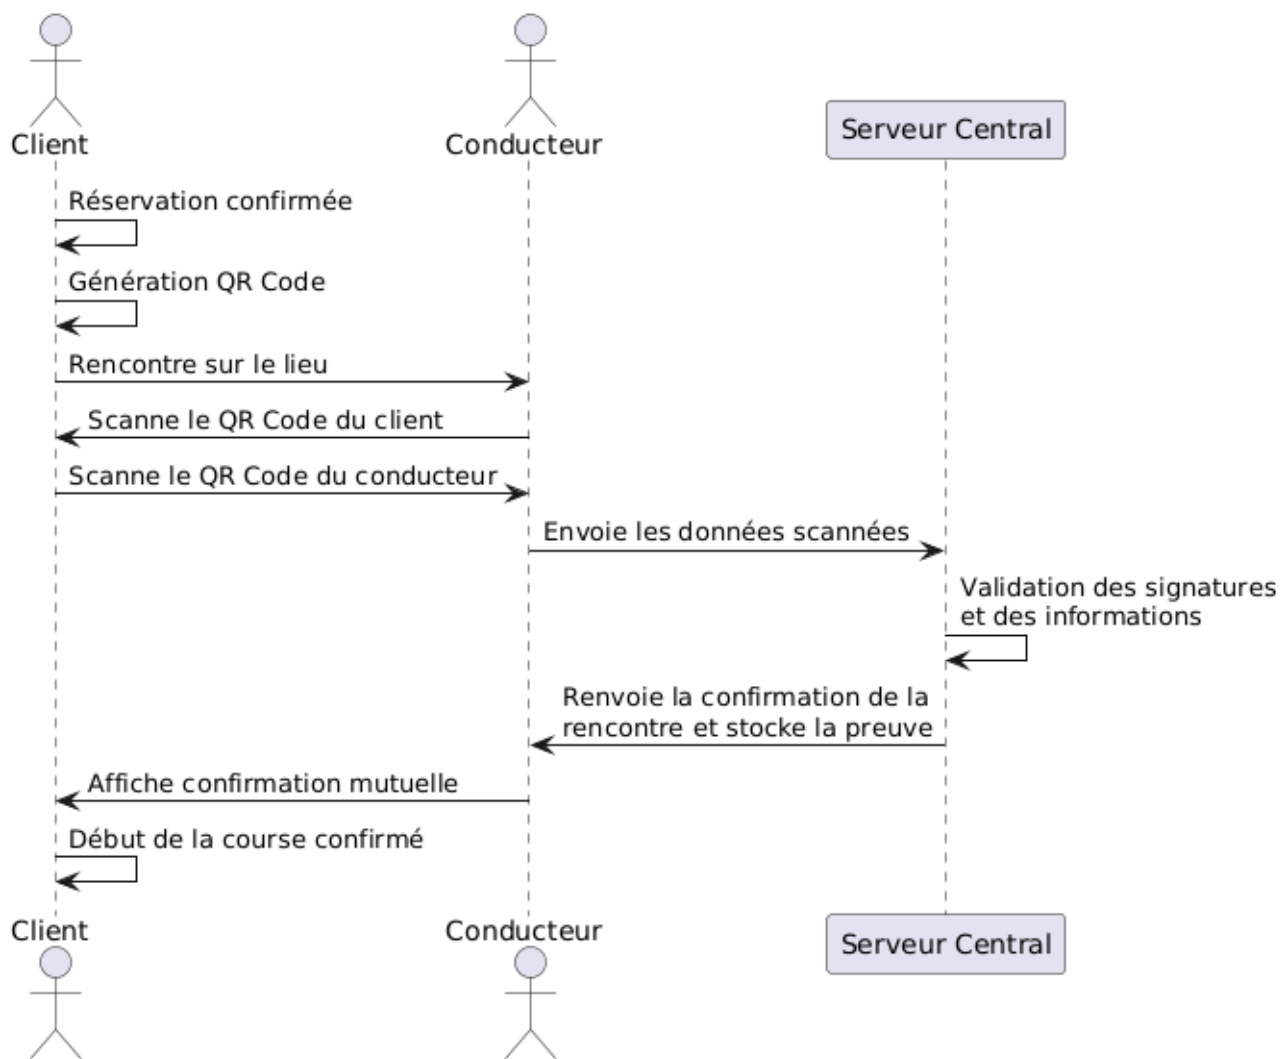 Client
Conducteur
Serveur Central
Réservation confirmée
Génération QR Code
Rencontre sur le lieu
Scanne le QR Code du client
Scanne le QR Code du conducteur
Envoie les données scannées
Validation des signatures
et des informations
Renvoie la confirmation de la
rencontre et stocke la preuve
Affiche confirmation mutuelle
Début de la course confirmé
Client
Conducteur
Serveur Central